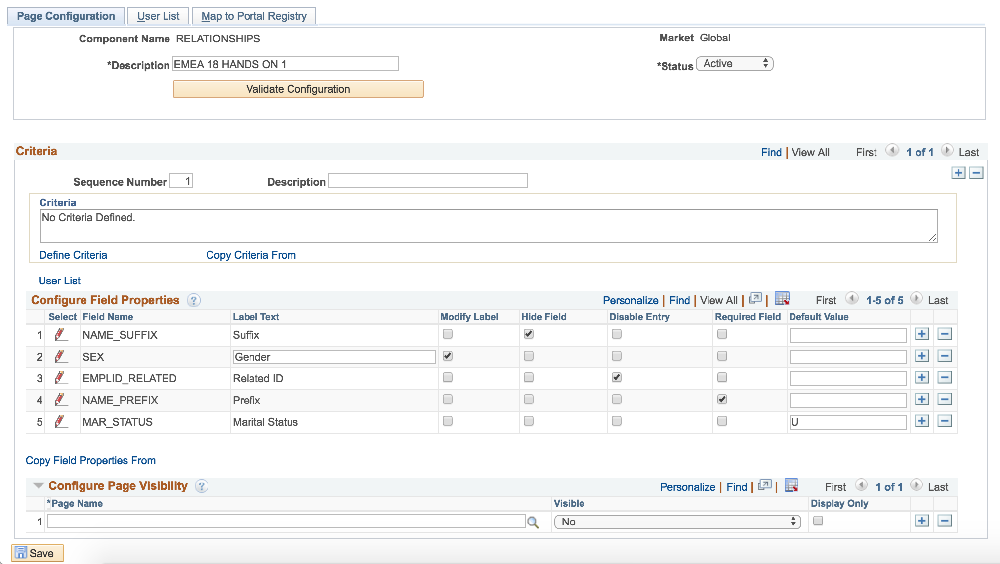 Page Configuration User List Map to Portal Registry
Component Name RELATIONSHIPS Market Global
*Description EMEA 18 HANDS ON 1 *Status Active
Validate Configuration
Criteria Find | View All First 1 of 1 Last
Sequence Number 1 Description
Criteria
No Criteria Defined.
Define Criteria Copy Criteria From
User List
Configure Field Properties ? Personalize | Find | View All | | First 1-5 of 5 Last
Select Field Name Label Text Modify Label Hide Field Disable Entry Required Field Default Value
1 NAME_SUFFIX Suffix
2 SEX Gender
3 EMPLID_RELATED Related ID
4 NAME_PREFIX Prefix
5 MAR_STATUS Marital Status U
Copy Field Properties From
Configure Page Visibility ? Personalize | Find | | First 1 of 1 Last
*Page Name Visible Display Only
1 No
Save